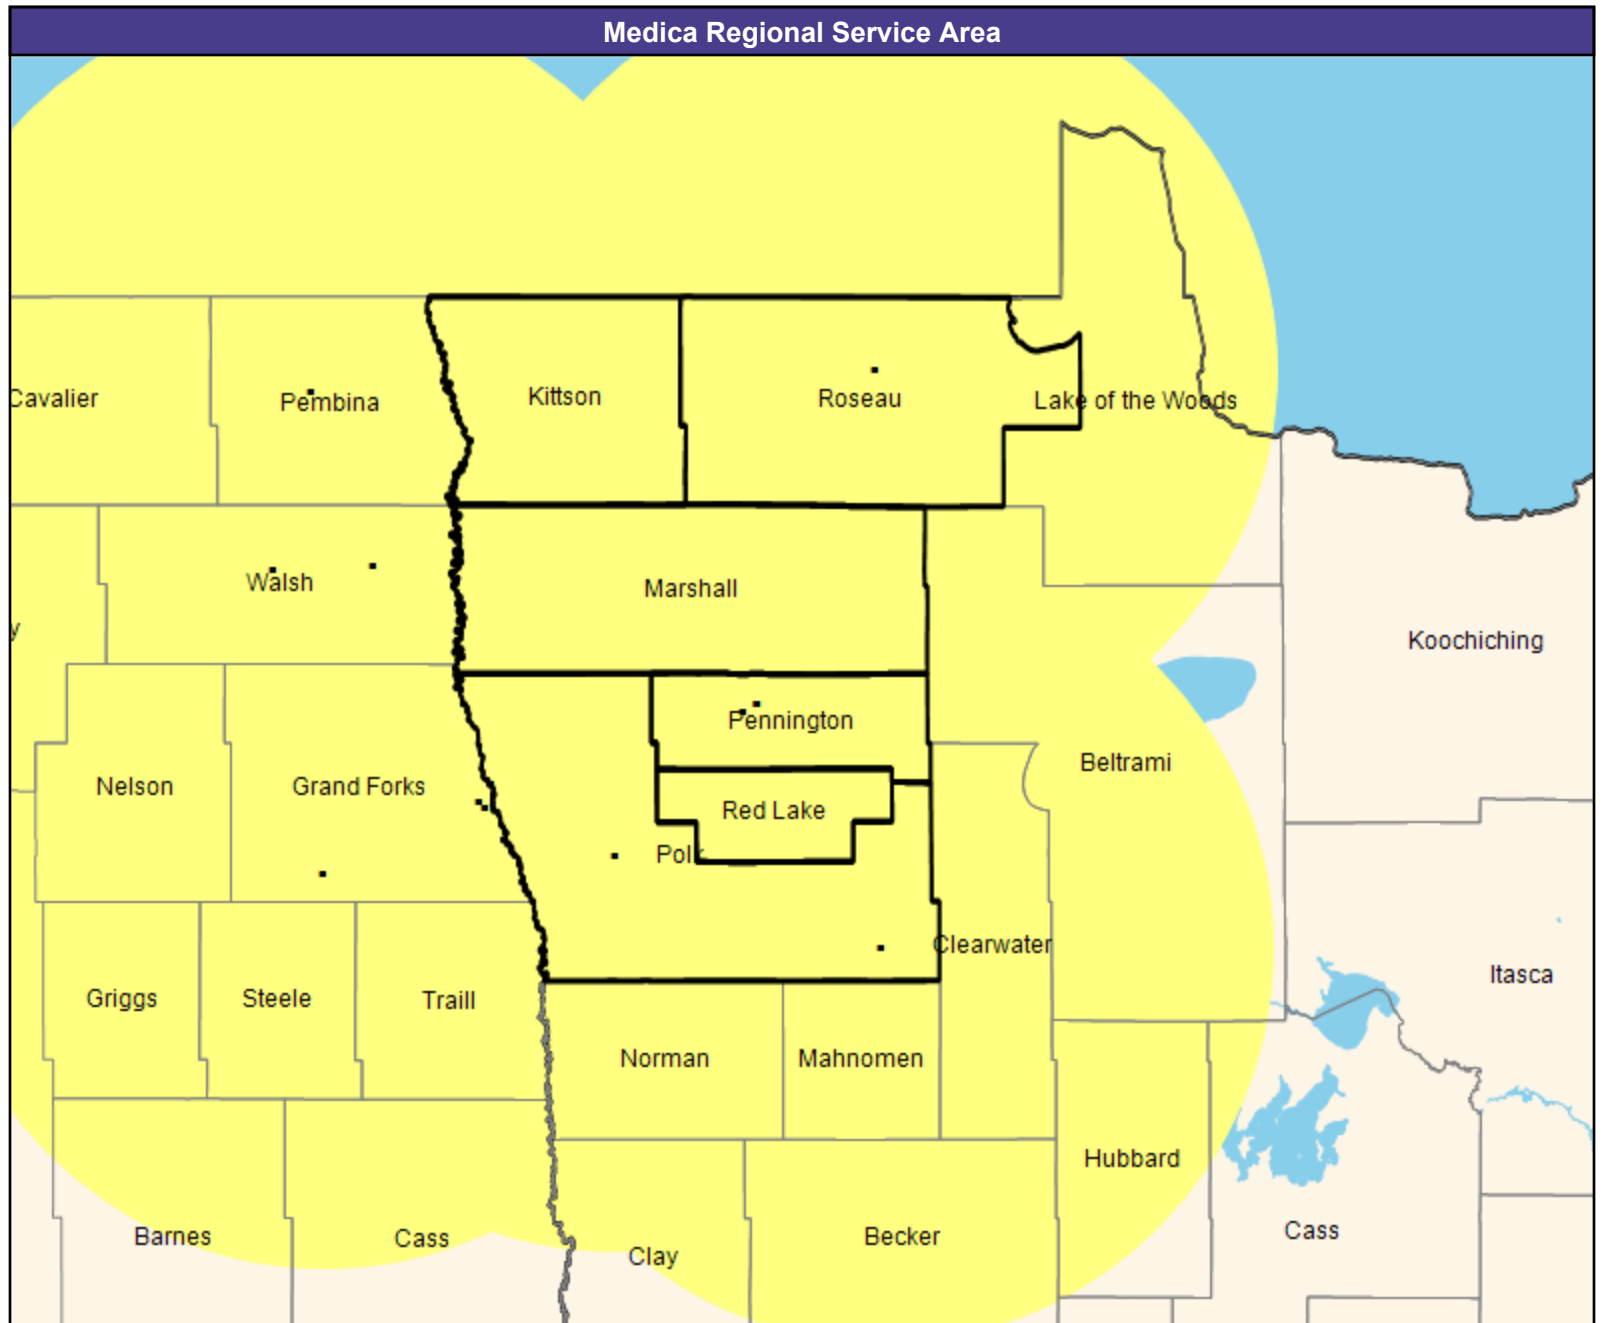 Medica Regional Service Area
Kittson
Cavalier
Pembina
Roseau
Lake of the Woods
Walsh
Marshall
y
Koochiching
Pennington
Beltrami
Nelson
Grand Forks
Red Lake
Polk
Clearwater
Itasca
Griggs
Steele
Traill
Norman
Mahnomen
Hubbard
Cass
Barnes
Cass
Becker
Clay